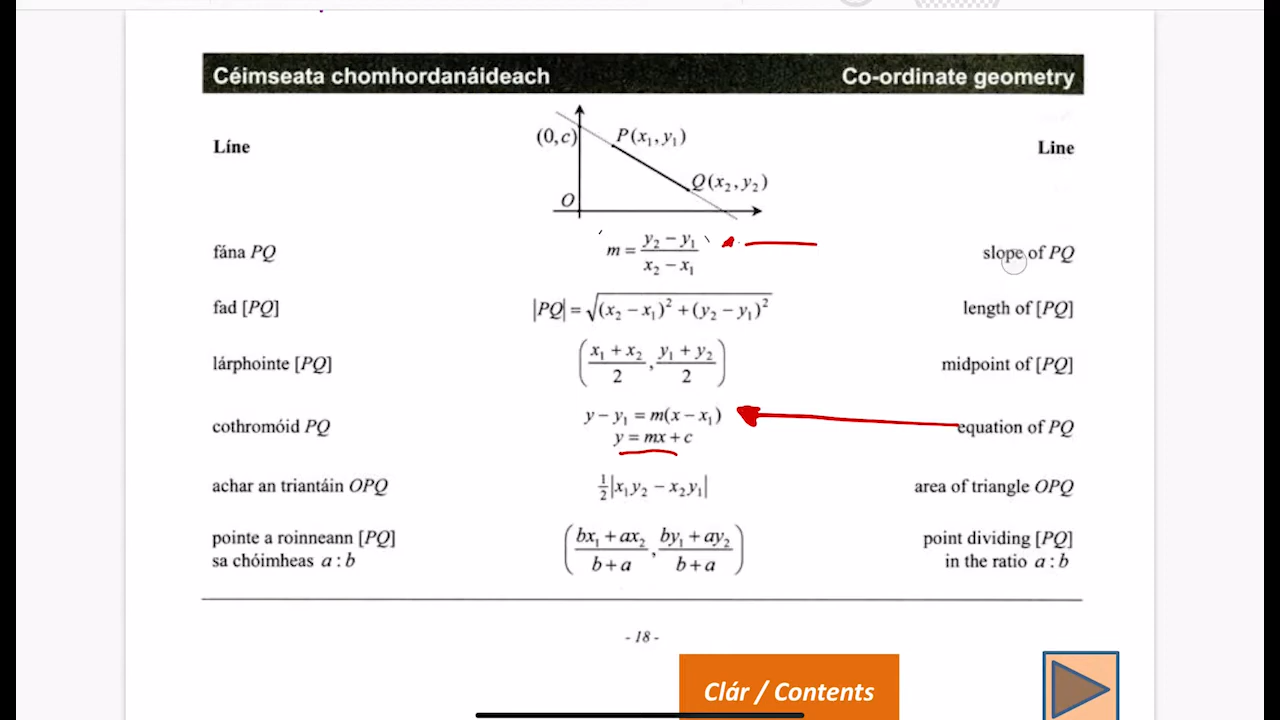 Céimseata chomhordanáideach Co-ordinate geometry
(0, c) P(x₁, y₁)
Líne Line
Q(x₂, y₂)
O
fána PQ m = (y₂ − y₁)/(x₂ − x₁) slope of PQ
fad [PQ] |PQ| = √((x₂ − x₁)² + (y₂ − y₁)²) length of [PQ]
lárphointe [PQ] ((x₁ + x₂)/2, (y₁ + y₂)/2) midpoint of [PQ]
cothromóid PQ y − y₁ = m(x − x₁) equation of PQ
y = mx + c
achar an triantáin OPQ ½|x₁y₂ − x₂y₁| area of triangle OPQ
pointe a roinneann [PQ] ((bx₁ + ax₂)/(b + a), (by₁ + ay₂)/(b + a)) point dividing [PQ]
sa chóimheas a : b in the ratio a : b
- 18 -
Clár / Contents